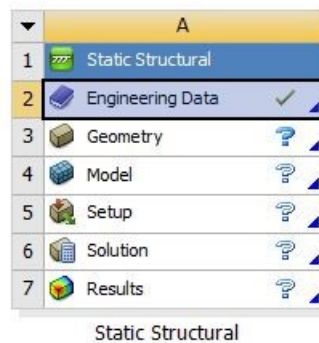 A
1 Static Structural
2 Engineering Data
3 Geometry
4 Model
5 Setup
6 Solution
7 Results
Static Structural